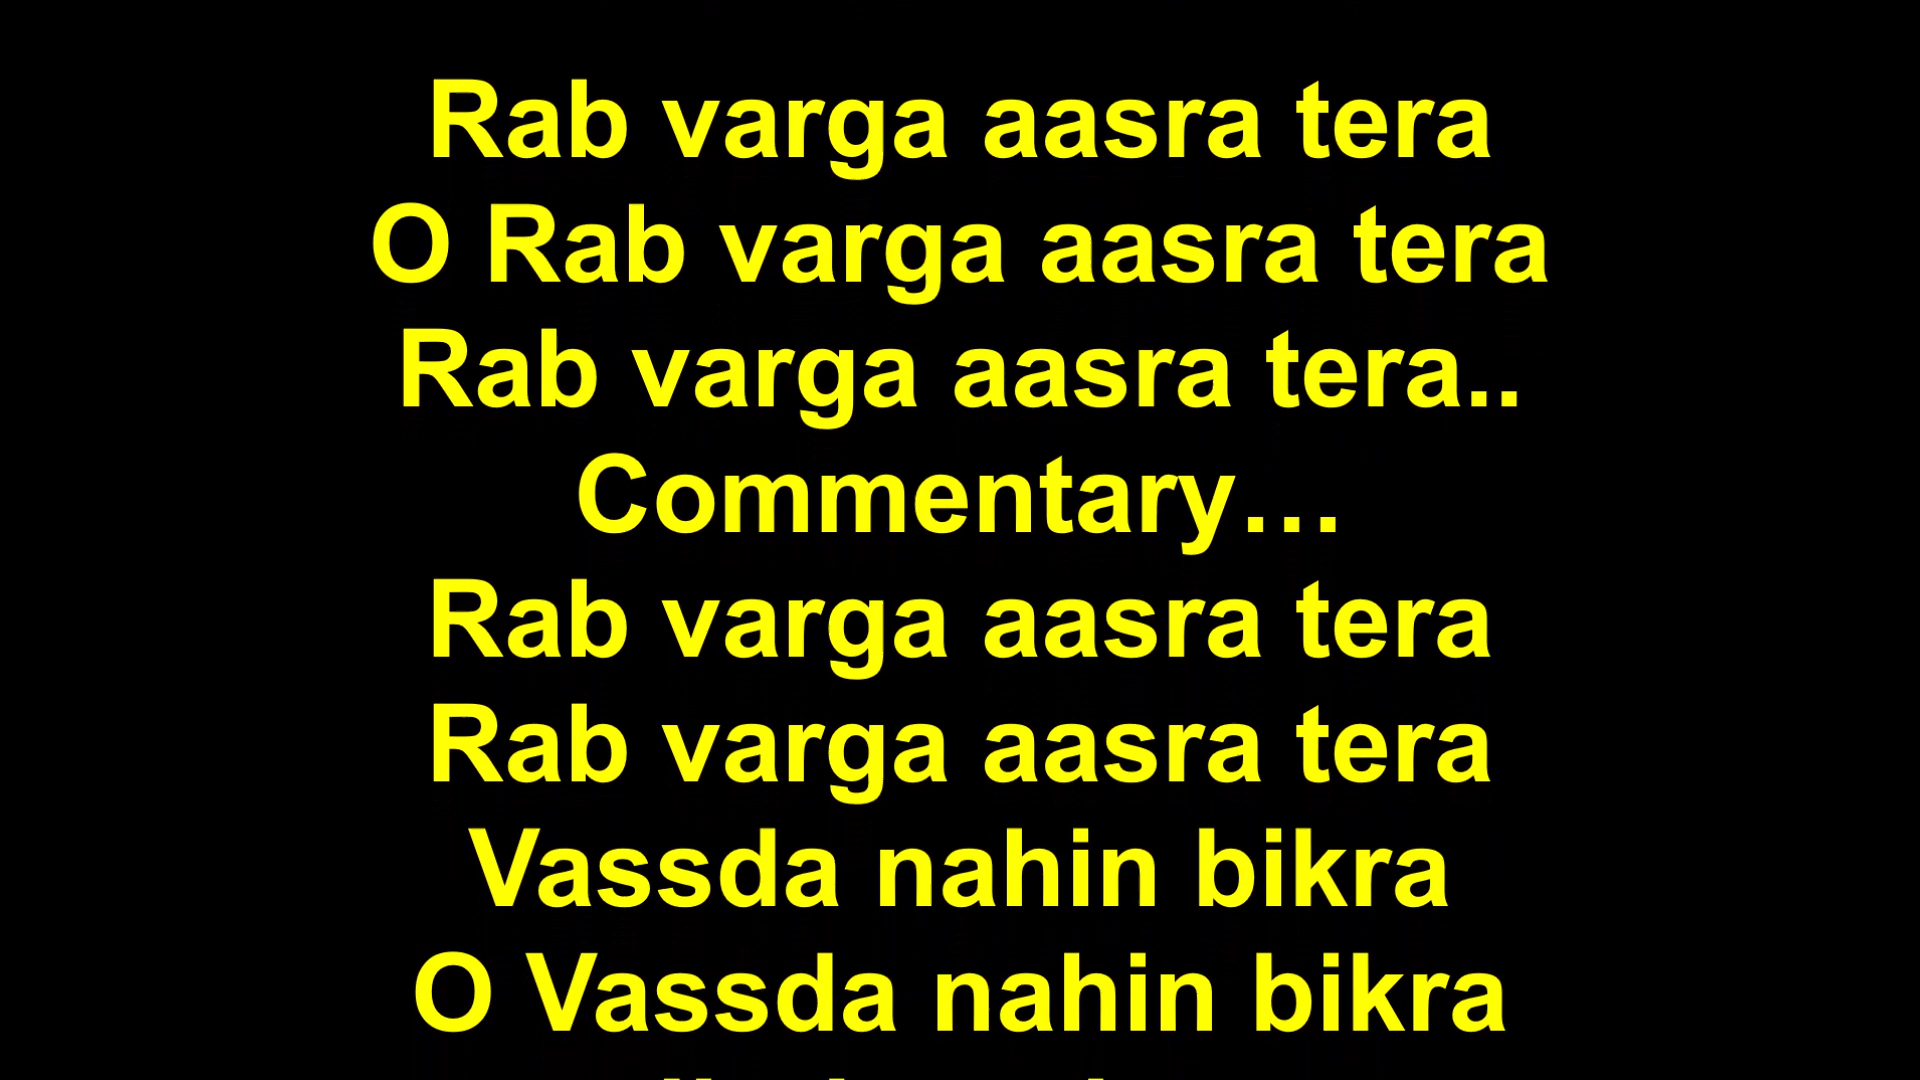 Rab varga aasra tera
O Rab varga aasra tera
Rab varga aasra tera..
Commentary…
Rab varga aasra tera
Rab varga aasra tera
Vassda nahin bikra
O Vassda nahin bikra